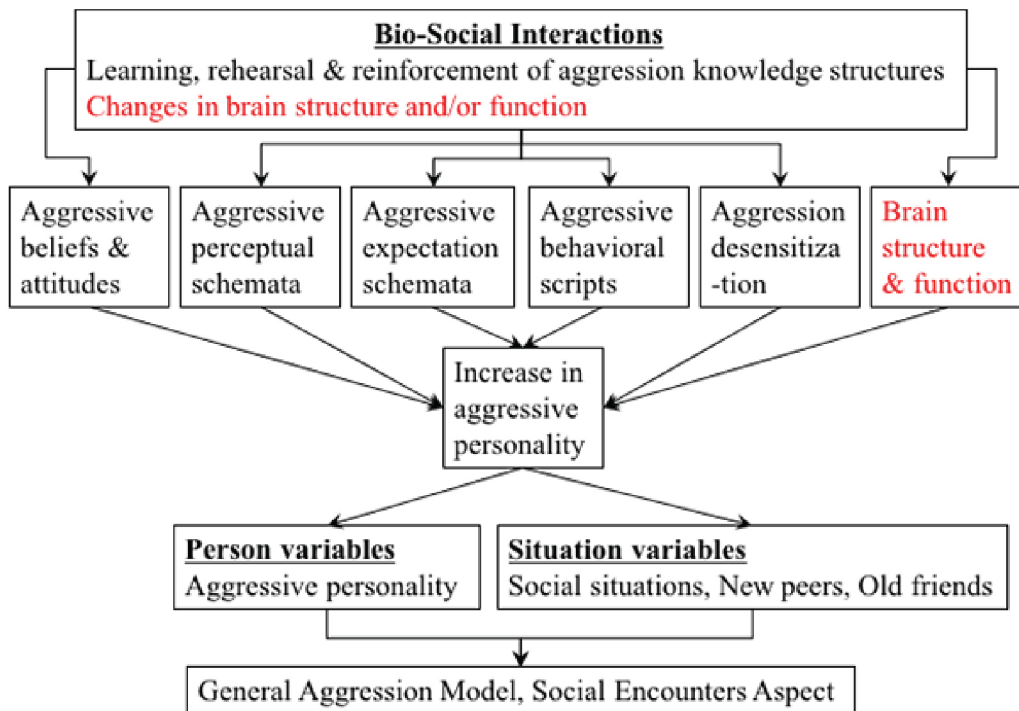 Bio-Social Interactions
Learning, rehearsal & reinforcement of aggression knowledge structures
Changes in brain structure and/or function
Aggressive
beliefs &
attitudes
Aggressive
perceptual
schemata
Aggressive
expectation
schemata
Aggressive
behavioral
scripts
Aggression
desensitiza
-tion
Brain
structure
& function
Increase in
aggressive
personality
Person variables
Aggressive personality
Situation variables
Social situations, New peers, Old friends
General Aggression Model, Social Encounters Aspect